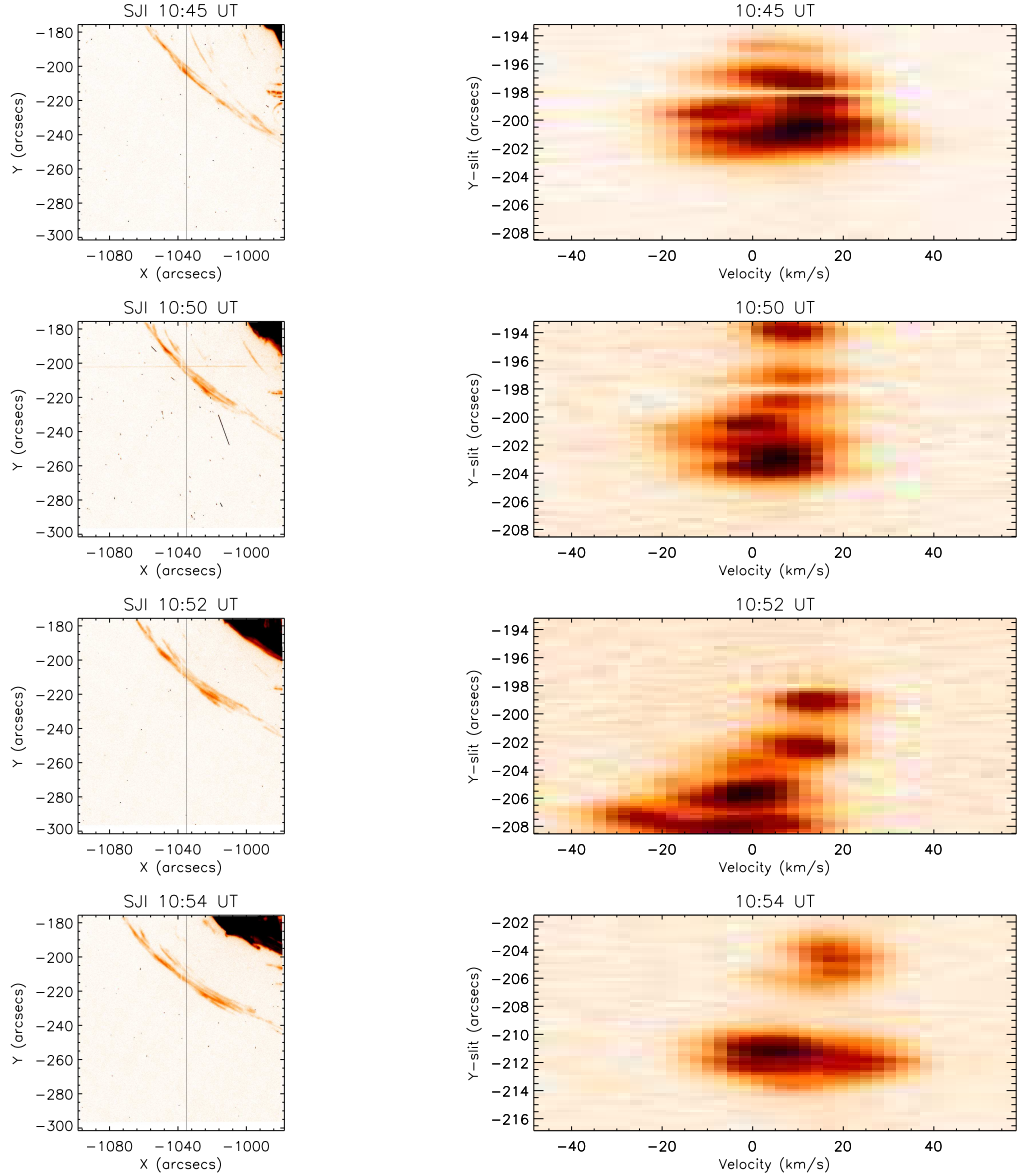 SJI 10:45 UT
10:45 UT
−180
−200
−220
−240
−260
−280
−300
Y (arcsecs)
−1080 −1040 −1000
X (arcsecs)
−194
−196
−198
−200
−202
−204
−206
−208
Y−slit (arcsecs)
−40 −20 0 20 40
Velocity (km/s)
SJI 10:50 UT
10:50 UT
−180
−200
−220
−240
−260
−280
−300
Y (arcsecs)
−1080 −1040 −1000
X (arcsecs)
−194
−196
−198
−200
−202
−204
−206
−208
Y−slit (arcsecs)
−40 −20 0 20 40
Velocity (km/s)
SJI 10:52 UT
10:52 UT
−180
−200
−220
−240
−260
−280
−300
Y (arcsecs)
−1080 −1040 −1000
X (arcsecs)
−194
−196
−198
−200
−202
−204
−206
−208
Y−slit (arcsecs)
−40 −20 0 20 40
Velocity (km/s)
SJI 10:54 UT
10:54 UT
−180
−200
−220
−240
−260
−280
−300
Y (arcsecs)
−1080 −1040 −1000
X (arcsecs)
−202
−204
−206
−208
−210
−212
−214
−216
Y−slit (arcsecs)
−40 −20 0 20 40
Velocity (km/s)